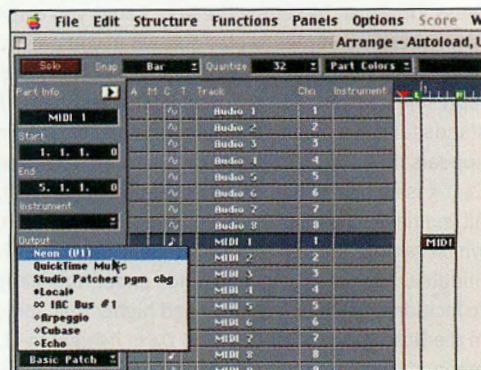 File Edit Structure Functions Panels Options Score
Arrange - Autoload, U
Solo Snap Bar Quantize 32 Part Colors
Part Info A M C T Track Chn Instrument
MIDI 1
Start
1. 1. 1. 0
End
5. 1. 1. 0
Instrument
Output
Neon (V1)
QuickTime Music
Studio Patches pgm chg
•Local•
∞ IAC Bus #1
◇Arpeggio
◇Cubase
◇Echo
Basic Patch
Audio 1 1
Audio 2 2
Audio 3 3
Audio 4 4
Audio 5 5
Audio 6 6
Audio 7 7
Audio 8 8
MIDI 1 1
MIDI 2 2
MIDI 3 3
MIDI 4 4
MIDI 5 5
MIDI 6 6
MIDI 7 7
MIDI 8 8
1
MIDI